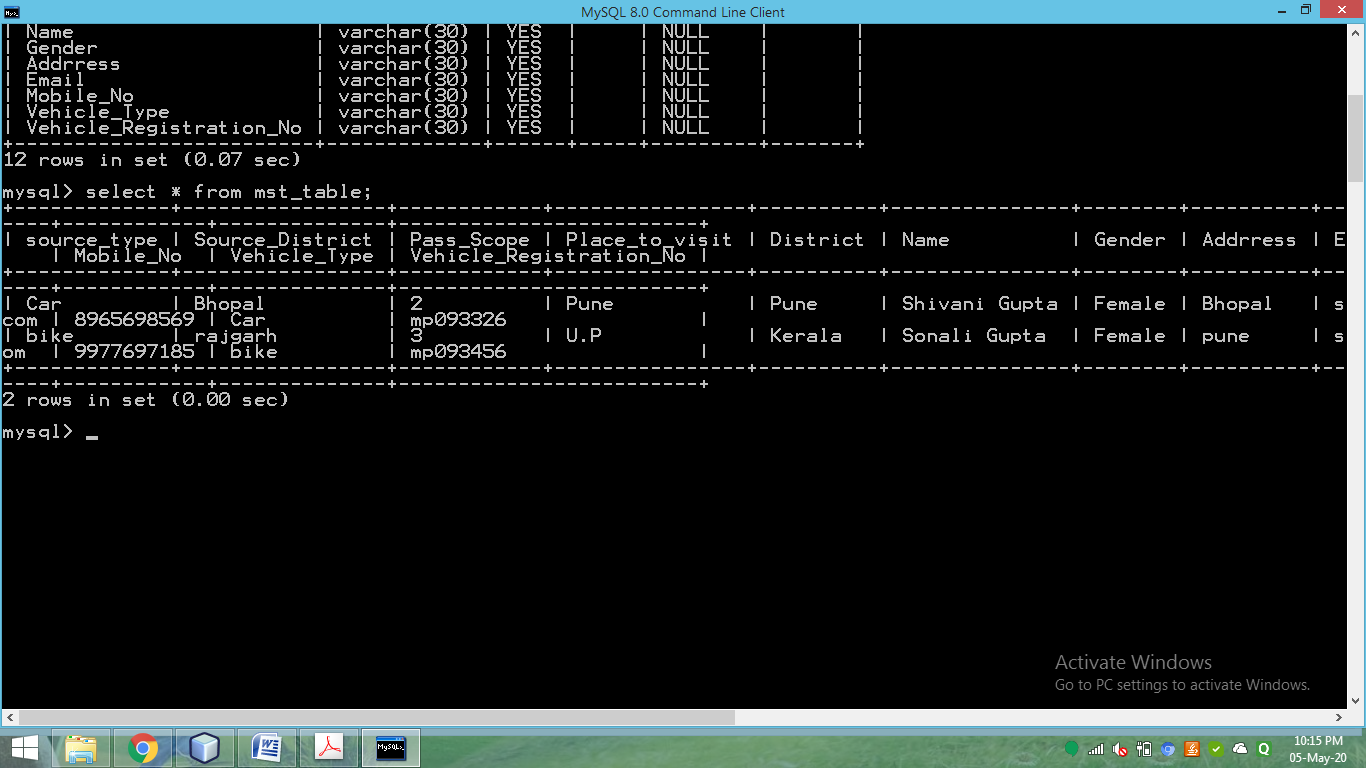 MySQL 8.0 Command Line Client
| Name | varchar(30) | YES | | NULL | |
| Gender | varchar(30) | YES | | NULL | |
| Addrress | varchar(30) | YES | | NULL | |
| Email | varchar(30) | YES | | NULL | |
| Mobile_No | varchar(30) | YES | | NULL | |
| Vehicle_Type | varchar(30) | YES | | NULL | |
| Vehicle_Registration_No | varchar(30) | YES | | NULL | |
12 rows in set (0.07 sec)
mysql> select * from mst_table;
| source_type | Source_District | Pass_Scope | Place_to_visit | District | Name | Gender | Addrress | E
| Mobile_No | Vehicle_Type | Vehicle_Registration_No |
| Car | Bhopal | 2 | Pune | Pune | Shivani Gupta | Female | Bhopal | s
com | 8965698569 | Car | mp093326 |
| bike | rajgarh | 3 | U.P | Kerala | Sonali Gupta | Female | pune | s
om | 9977697185 | bike | mp093456 |
2 rows in set (0.00 sec)
mysql> _
Activate Windows
Go to PC settings to activate Windows.
10:15 PM
05-May-20